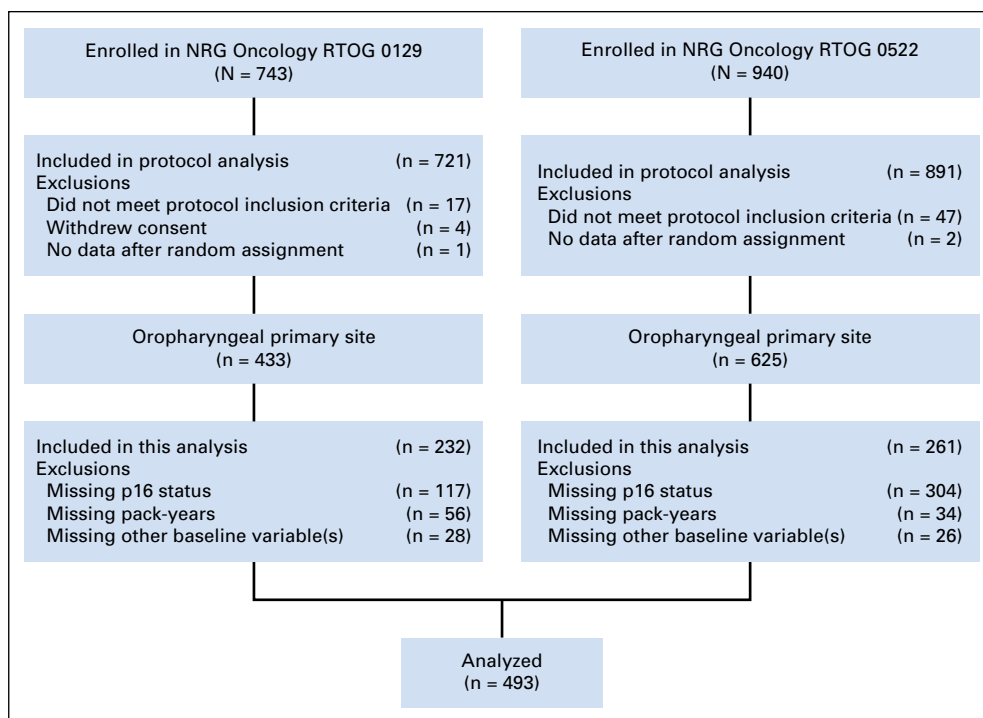 Enrolled in NRG Oncology RTOG 0129
(N = 743)
Included in protocol analysis (n = 721)
Exclusions
Did not meet protocol inclusion criteria (n = 17)
Withdrew consent (n = 4)
No data after random assignment (n = 1)
Oropharyngeal primary site
(n = 433)
Included in this analysis (n = 232)
Exclusions
Missing p16 status (n = 117)
Missing pack-years (n = 56)
Missing other baseline variable(s) (n = 28)
Enrolled in NRG Oncology RTOG 0522
(N = 940)
Included in protocol analysis (n = 891)
Exclusions
Did not meet protocol inclusion criteria (n = 47)
No data after random assignment (n = 2)
Oropharyngeal primary site
(n = 625)
Included in this analysis (n = 261)
Exclusions
Missing p16 status (n = 304)
Missing pack-years (n = 34)
Missing other baseline variable(s) (n = 26)
Analyzed
(n = 493)